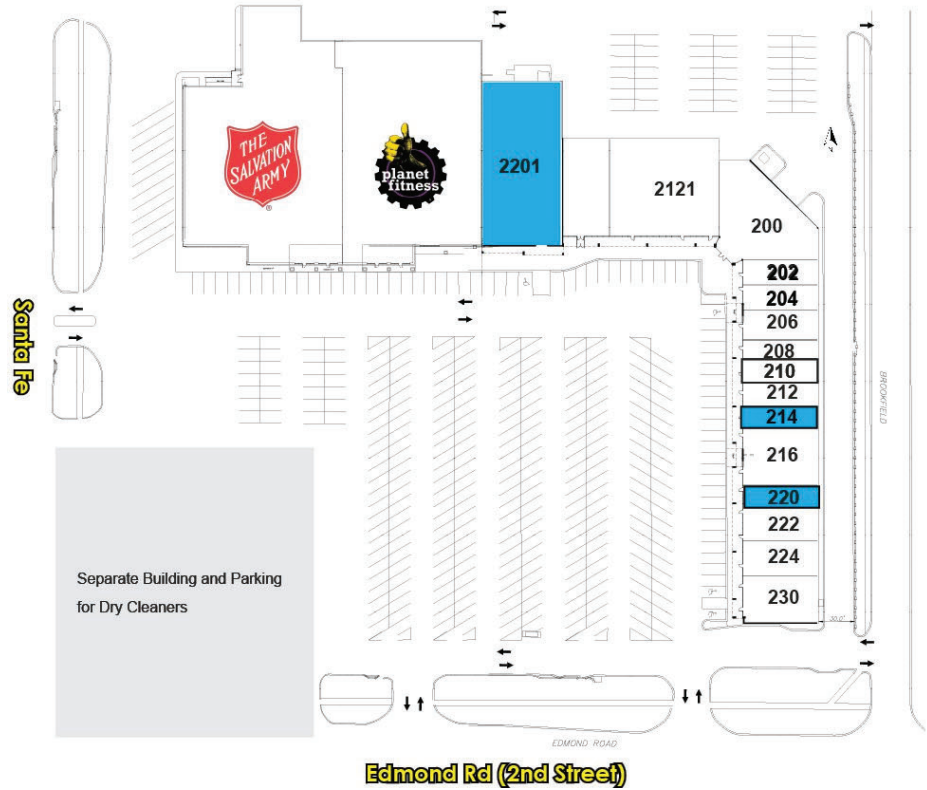 THE
SALVATION
ARMY
®
planet
fitness
2201
2121
200
202
204
206
208
210
212
214
216
220
222
224
230
30.0'
BROOKFIELD
Santa Fe
Separate Building and Parking
for Dry Cleaners
EDMOND ROAD
Edmond Rd (2nd Street)